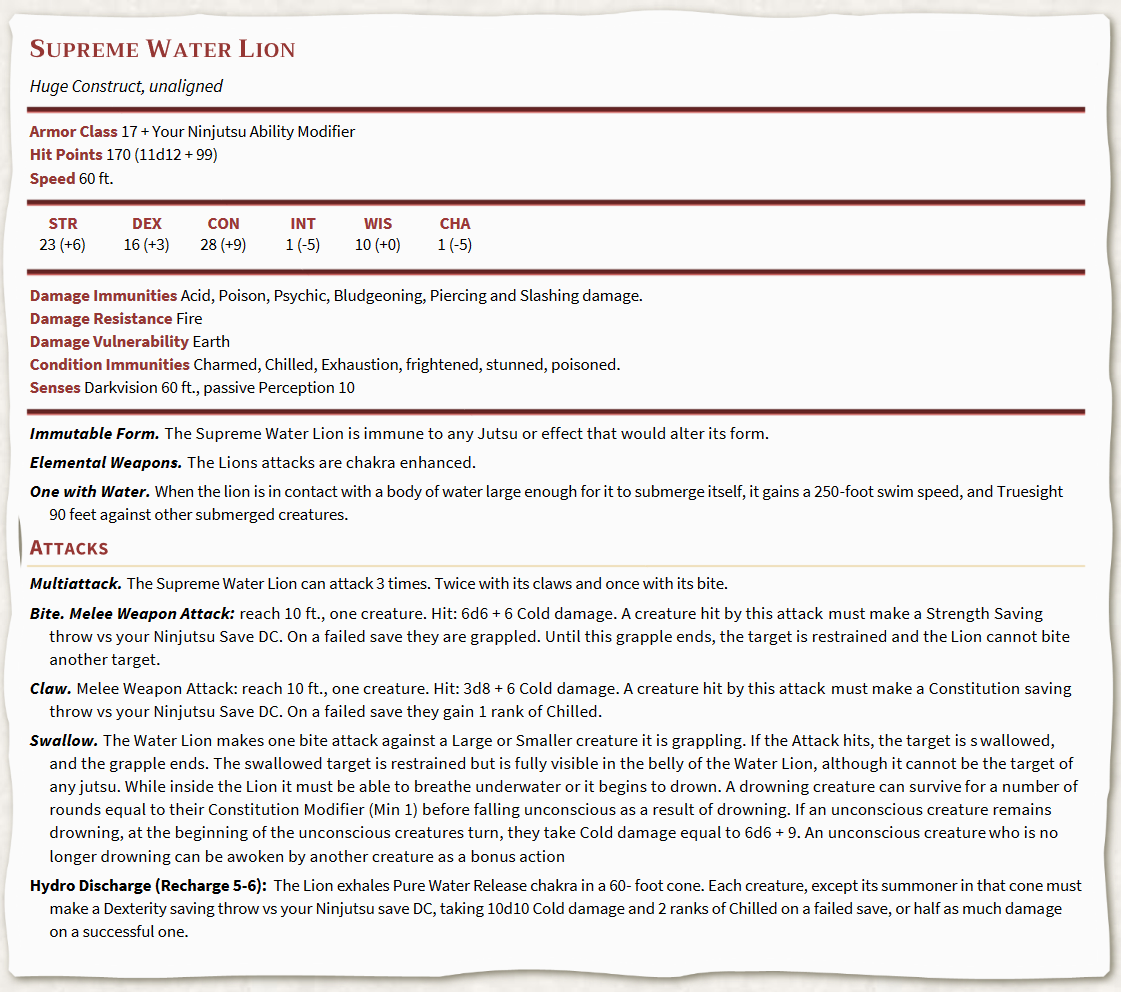 Supreme Water Lion
Huge Construct, unaligned
Armor Class 17 + Your Ninjutsu Ability Modifier
Hit Points 170 (11d12 + 99)
Speed 60 ft.
STR DEX CON INT WIS CHA
23 (+6) 16 (+3) 28 (+9) 1 (-5) 10 (+0) 1 (-5)
Damage Immunities Acid, Poison, Psychic, Bludgeoning, Piercing and Slashing damage.
Damage Resistance Fire
Damage Vulnerability Earth
Condition Immunities Charmed, Chilled, Exhaustion, frightened, stunned, poisoned.
Senses Darkvision 60 ft., passive Perception 10
Immutable Form. The Supreme Water Lion is immune to any Jutsu or effect that would alter its form.
Elemental Weapons. The Lions attacks are chakra enhanced.
One with Water. When the lion is in contact with a body of water large enough for it to submerge itself, it gains a 250-foot swim speed, and Truesight
90 feet against other submerged creatures.
Attacks
Multiattack. The Supreme Water Lion can attack 3 times. Twice with its claws and once with its bite.
Bite. Melee Weapon Attack: reach 10 ft., one creature. Hit: 6d6 + 6 Cold damage. A creature hit by this attack must make a Strength Saving
throw vs your Ninjutsu Save DC. On a failed save they are grappled. Until this grapple ends, the target is restrained and the Lion cannot bite
another target.
Claw. Melee Weapon Attack: reach 10 ft., one creature. Hit: 3d8 + 6 Cold damage. A creature hit by this attack must make a Constitution saving
throw vs your Ninjutsu Save DC. On a failed save they gain 1 rank of Chilled.
Swallow. The Water Lion makes one bite attack against a Large or Smaller creature it is grappling. If the Attack hits, the target is swallowed,
and the grapple ends. The swallowed target is restrained but is fully visible in the belly of the Water Lion, although it cannot be the target of
any jutsu. While inside the Lion it must be able to breathe underwater or it begins to drown. A drowning creature can survive for a number of
rounds equal to their Constitution Modifier (Min 1) before falling unconscious as a result of drowning. If an unconscious creature remains
drowning, at the beginning of the unconscious creatures turn, they take Cold damage equal to 6d6 + 9. An unconscious creature who is no
longer drowning can be awoken by another creature as a bonus action
Hydro Discharge (Recharge 5-6): The Lion exhales Pure Water Release chakra in a 60- foot cone. Each creature, except its summoner in that cone must
make a Dexterity saving throw vs your Ninjutsu save DC, taking 10d10 Cold damage and 2 ranks of Chilled on a failed save, or half as much damage
on a successful one.